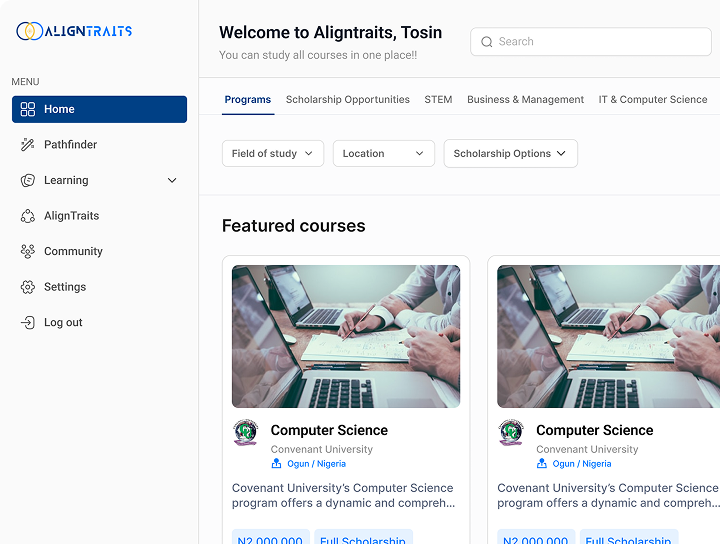 ALIGNTRAITS
MENU
Home
Pathfinder
Learning
AlignTraits
Community
Settings
Log out
Welcome to Aligntraits, Tosin
You can study all courses in one place!!
Search
Programs Scholarship Opportunities STEM Business & Management IT & Computer Science
Field of study Location Scholarship Options
Featured courses
Computer Science
Convenant University
Ogun / Nigeria
Covenant University’s Computer Science
program offers a dynamic and compreh...
N2,000,000 Full Scholarship
Computer Science
Convenant University
Ogun / Nigeria
Covenant University’s Computer Science
program offers a dynamic and compreh...
N2,000,000 Full Scholarship